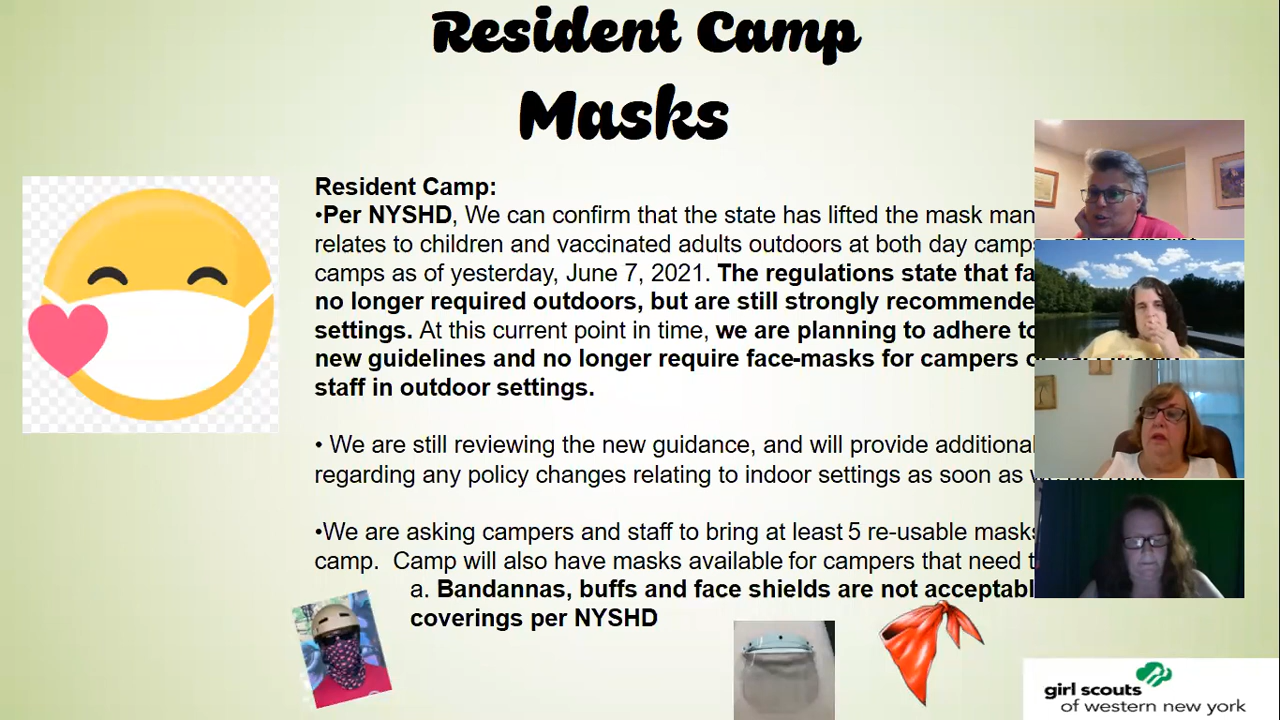 Resident Camp
Masks
Resident Camp:
•Per NYSHD, We can confirm that the state has lifted the mask man
relates to children and vaccinated adults outdoors at both day camps
camps as of yesterday, June 7, 2021. The regulations state that fa
no longer required outdoors, but are still strongly recommende
settings. At this current point in time, we are planning to adhere to
new guidelines and no longer require face-masks for campers
staff in outdoor settings.
• We are still reviewing the new guidance, and will provide additional
regarding any policy changes relating to indoor settings as soon as
•We are asking campers and staff to bring at least 5 re-usable masks
camp. Camp will also have masks available for campers that need
a. Bandannas, buffs and face shields are not acceptabl
coverings per NYSHD
girl scouts
of western new york